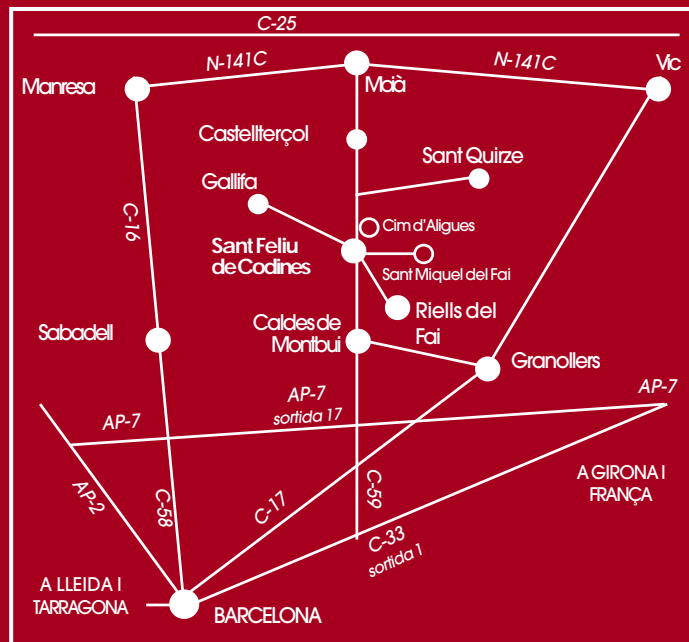 C-25
N-141C
N-141C
Manresa
Maià
Vic
Castellterçol
Sant Quirze
Gallifa
C-16
Cim d'Aligues
Sant Feliu
de Codines
Sant Miquel del Fai
Riells del
Fai
Sabadell
Caldes de
Montbui
Granollers
AP-7
AP-7
sortida 17
AP-7
AP-2
C-58
C-17
C-59
A GIRONA I
FRANÇA
C-33
sortida 1
A LLEIDA I
TARRAGONA
BARCELONA